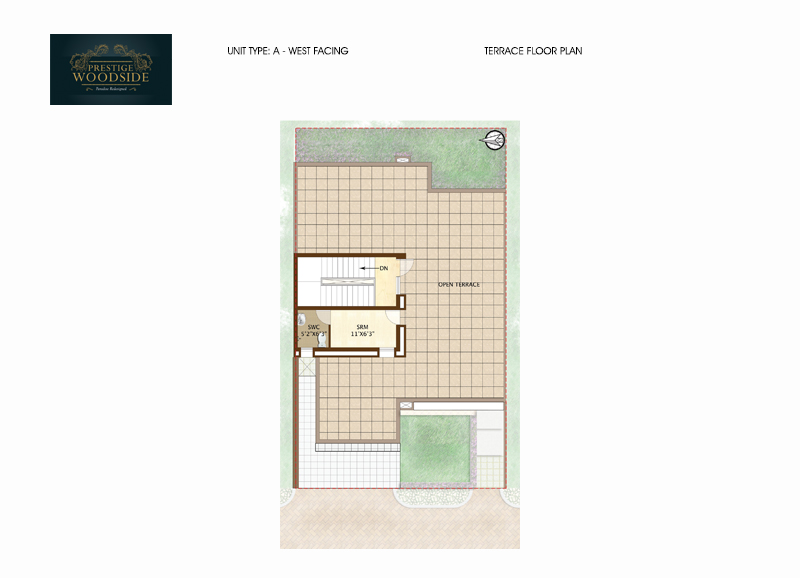 UNIT TYPE: A - WEST FACING
TERRACE FLOOR PLAN
PRESTIGE
WOODSIDE
DN
OPEN TERRACE
SWC
5'2"X6'3"
SRM
11'X6'3"